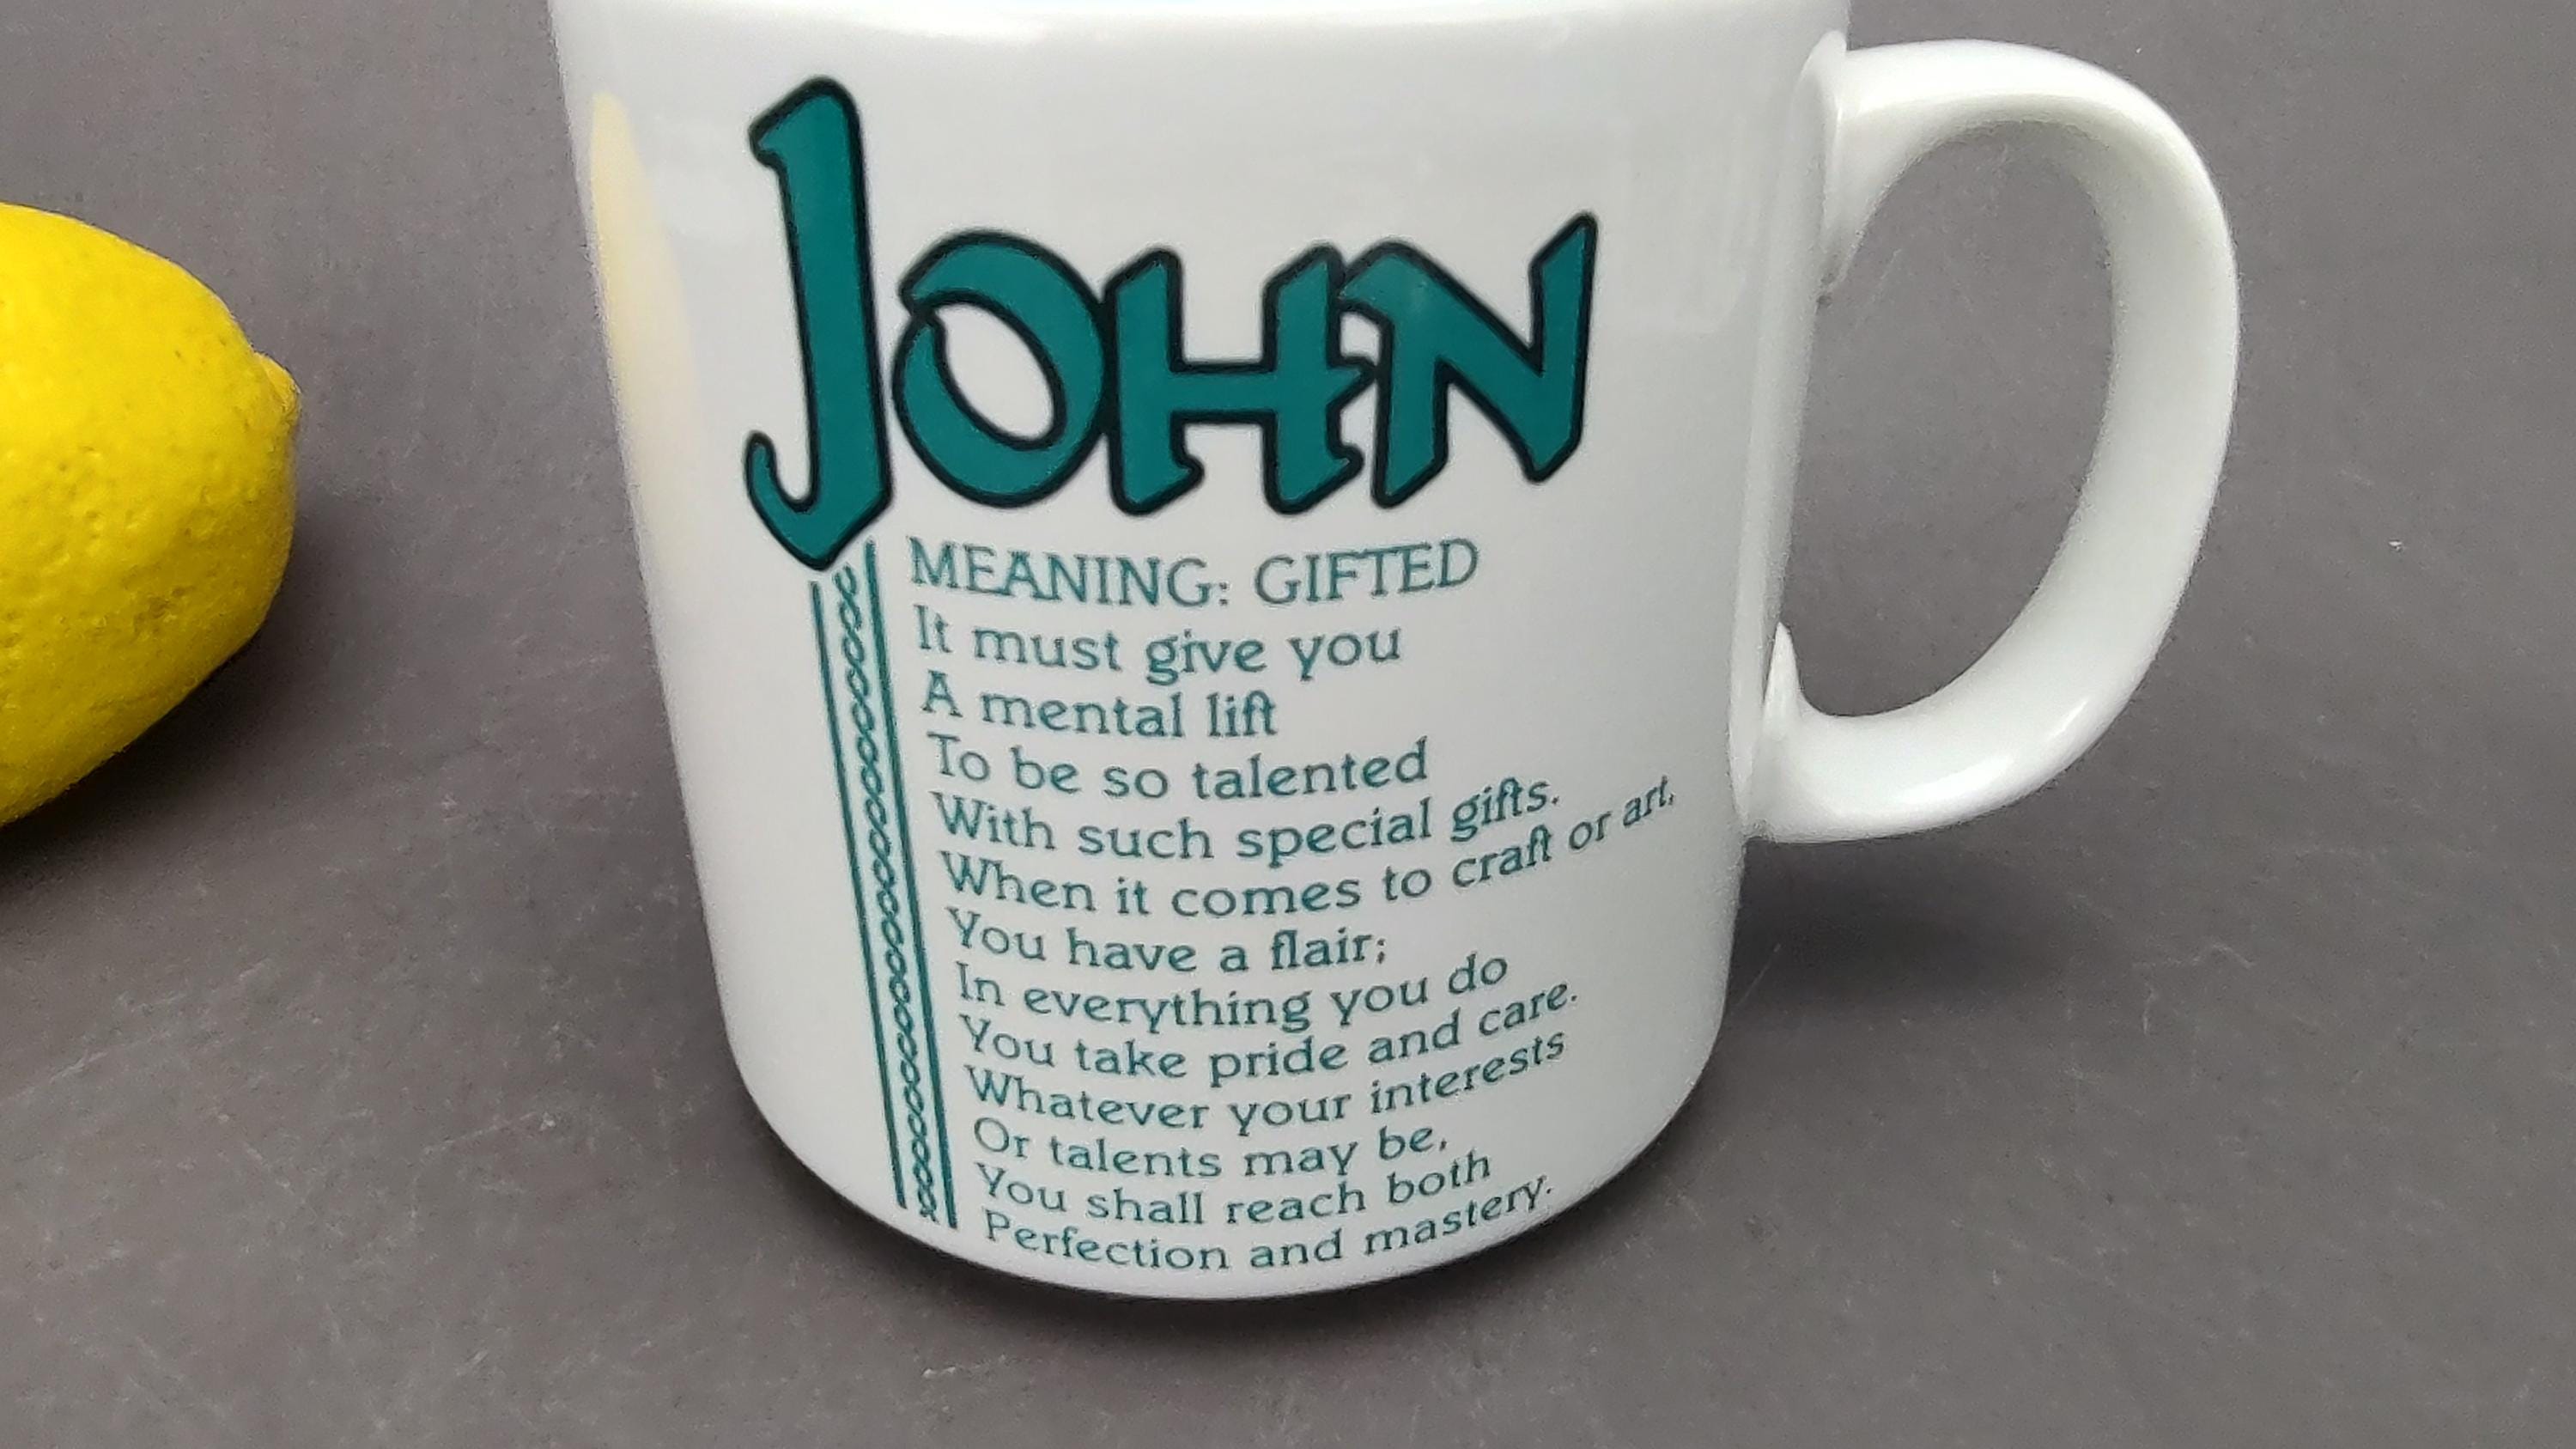 JOHN
MEANING: GIFTED
It must give you
A mental lift
To be so talented
With such special gifts.
When it comes to craft or art,
You have a flair;
In everything you do
You take pride and care.
Whatever your interests
Or talents may be,
You shall reach both
Perfection and mastery.